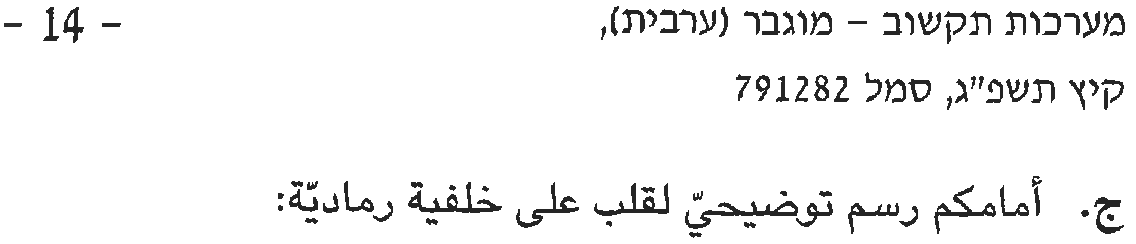 מערכות תקשוב – מוגבר (ערבית), - 14 -
קיץ תשפ"ג, סמל 791282
ج. أمامكم رسم توضيحيّ لقلب على خلفية رماديّة: